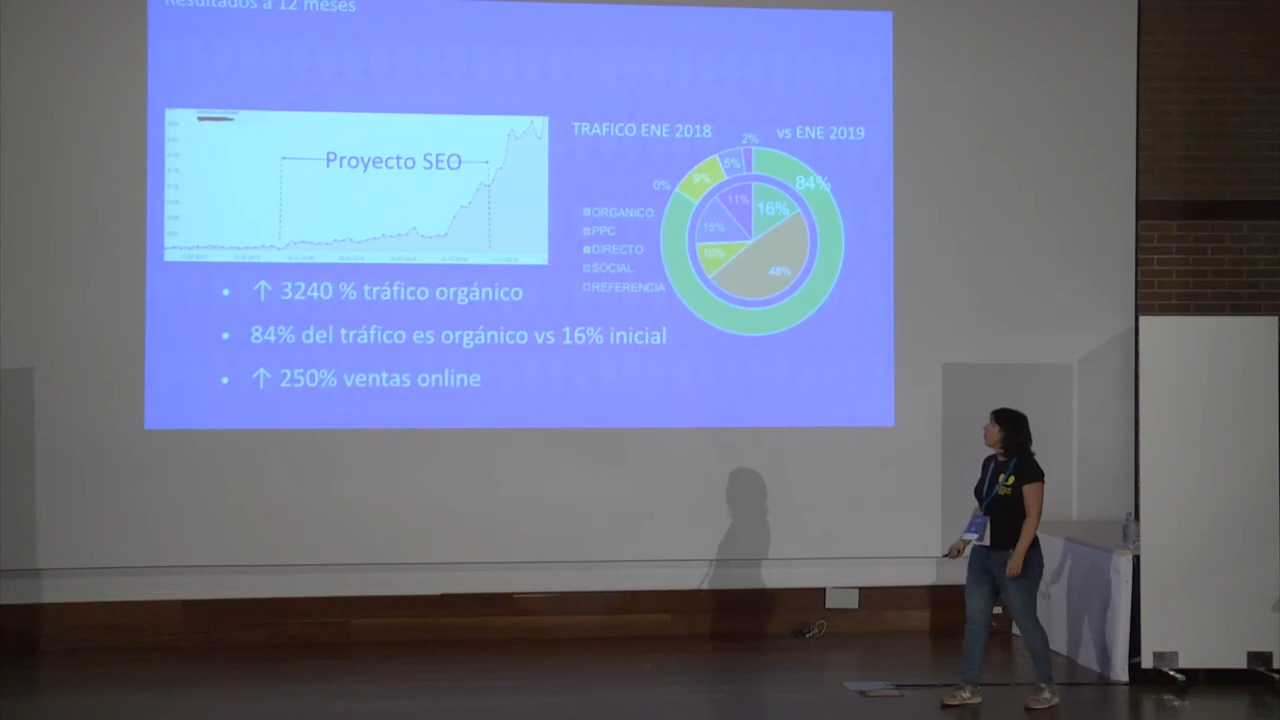 Resultados a 12 meses
Proyecto SEO
TRAFICO ENE 2018
vs ENE 2019
2%
5%
9%
0%
84%
11%
16%
15%
10%
48%
ORGANICO
PPC
DIRECTO
SOCIAL
REFERENCIA
• ↑ 3240 % tráfico orgánico
• 84% del tráfico es orgánico vs 16% inicial
• ↑ 250% ventas online